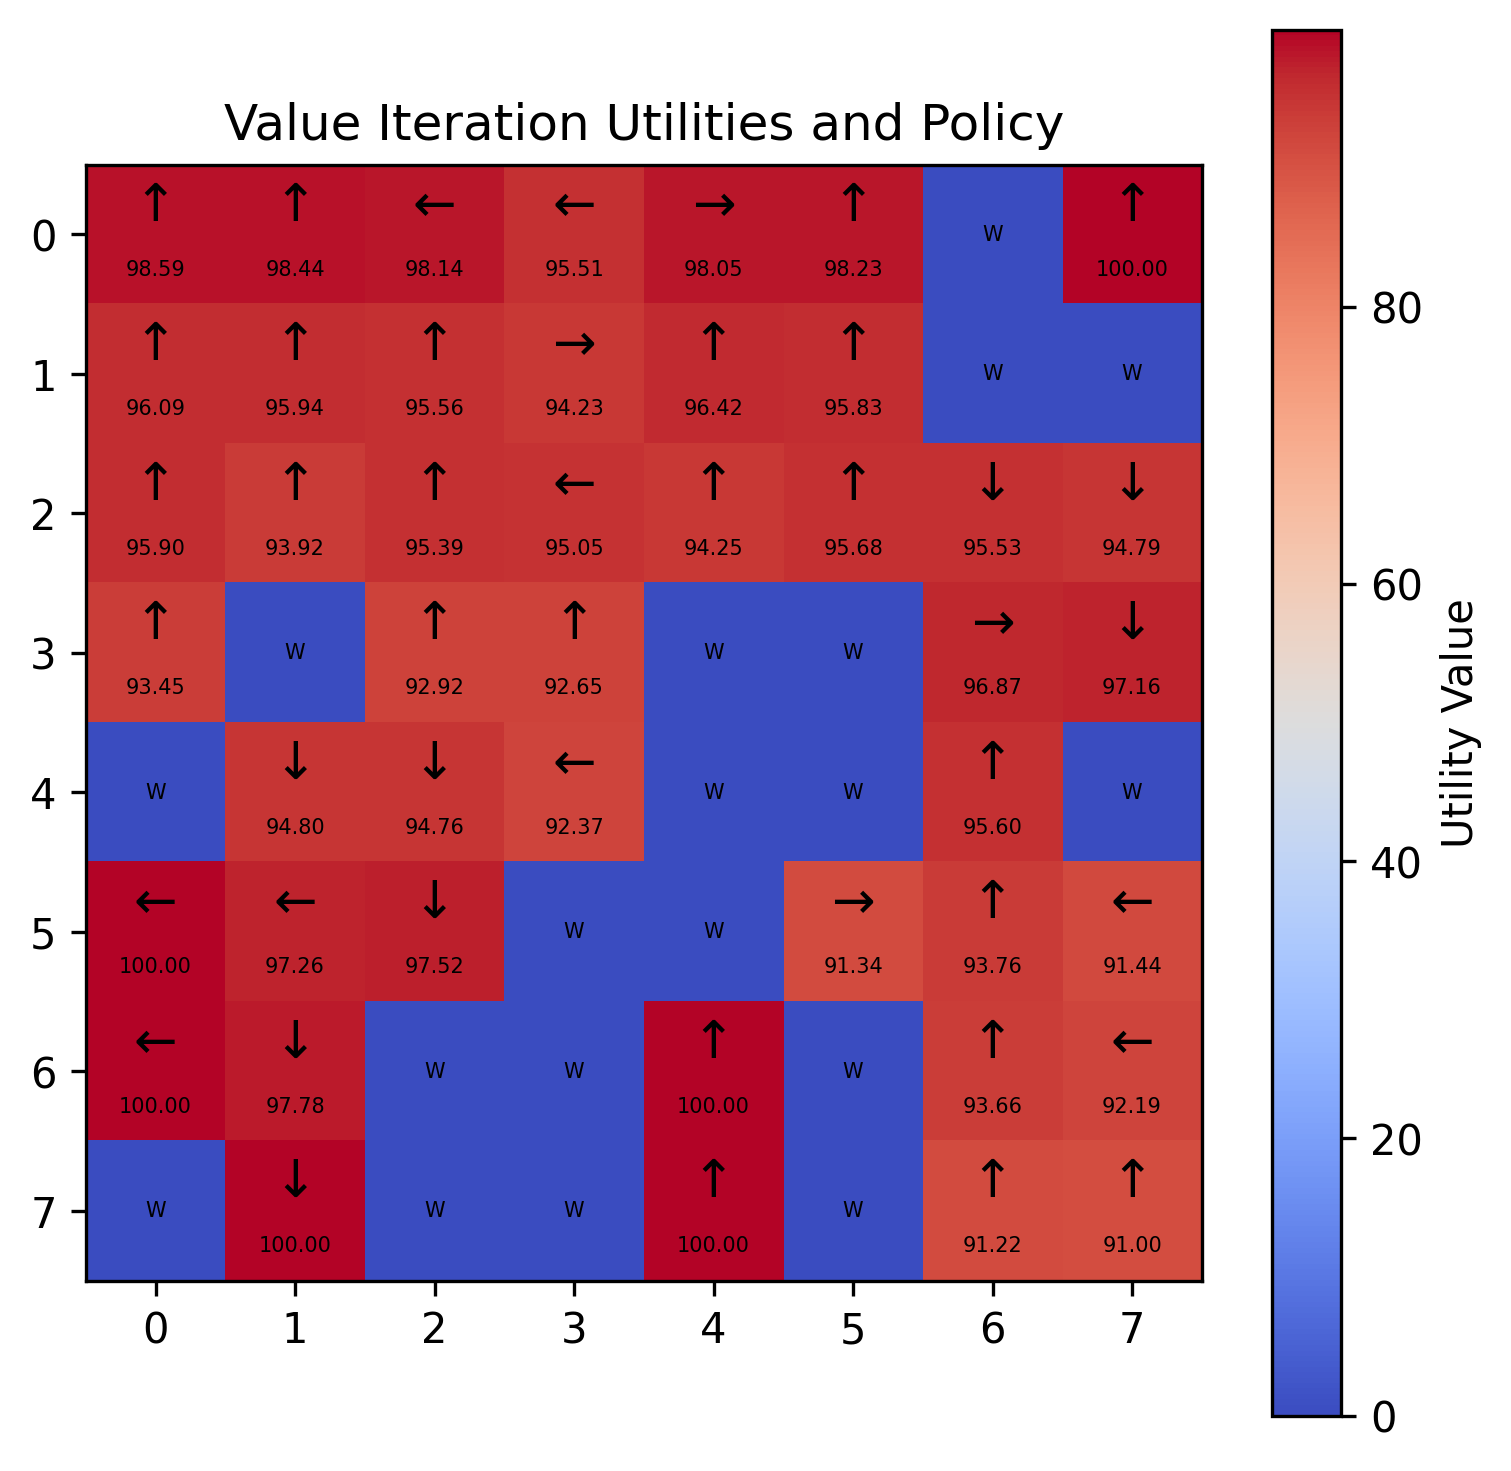 Value Iteration Utilities and Policy
0 ↑ ↑ ← ← → ↑ W ↑
98.59 98.44 98.14 95.51 98.05 98.23 100.00
1 ↑ ↑ ↑ → ↑ ↑ W W
96.09 95.94 95.56 94.23 96.42 95.83
2 ↑ ↑ ↑ ← ↑ ↑ ↓ ↓
95.90 93.92 95.39 95.05 94.25 95.68 95.53 94.79
3 ↑ W ↑ ↑ W W → ↓
93.45 92.92 92.65 96.87 97.16
4 W ↓ ↓ ← W W ↑ W
94.80 94.76 92.37 95.60
5 ← ← ↓ W W → ↑ ←
100.00 97.26 97.52 91.34 93.76 91.44
6 ← ↓ W W ↑ W ↑ ←
100.00 97.78 100.00 93.66 92.19
7 W ↓ W W ↑ W ↑ ↑
100.00 100.00 91.22 91.00
0 1 2 3 4 5 6 7
80
60
40
20
0
Utility Value